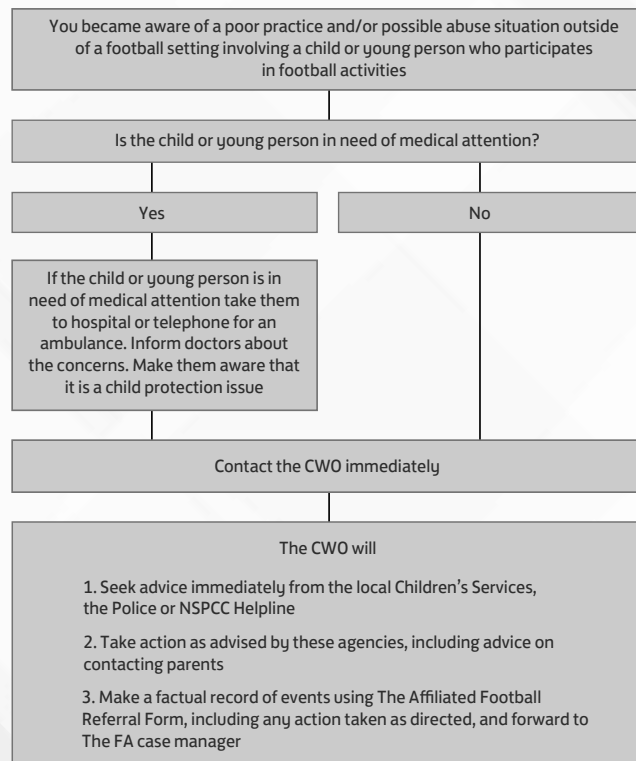 You became aware of a poor practice and/or possible abuse situation outside
of a football setting involving a child or young person who participates
in football activities
Is the child or young person in need of medical attention?
Yes
No
If the child or young person is in
need of medical attention take them
to hospital or telephone for an
ambulance. Inform doctors about
the concerns. Make them aware that
it is a child protection issue
Contact the CWO immediately
The CWO will
1. Seek advice immediately from the local Children’s Services,
the Police or NSPCC Helpline
2. Take action as advised by these agencies, including advice on
contacting parents
3. Make a factual record of events using The Affiliated Football
Referral Form, including any action taken as directed, and forward to
The FA case manager